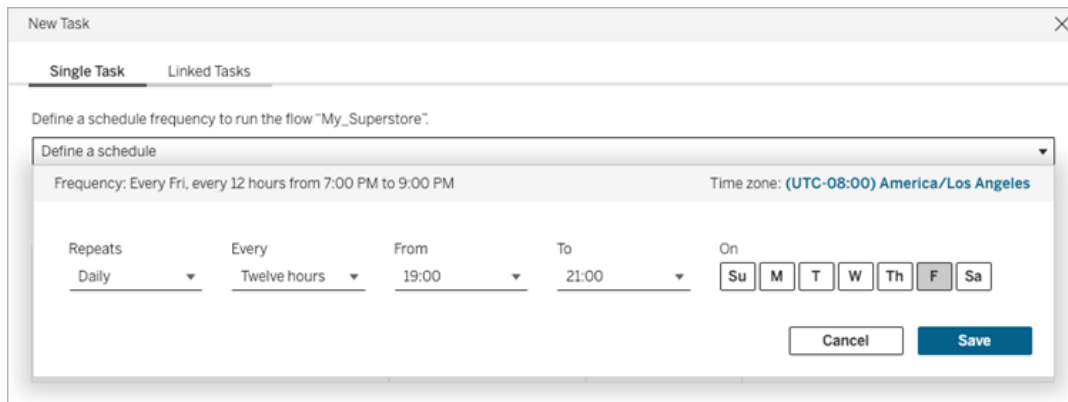 New Task
Single Task Linked Tasks
Define a schedule frequency to run the flow “My_Superstore”.
Define a schedule
Frequency: Every Fri, every 12 hours from 7:00 PM to 9:00 PM Time zone: (UTC-08:00) America/Los Angeles
Repeats Every From To On
Daily Twelve hours 19:00 21:00 Su M T W Th F Sa
Cancel Save